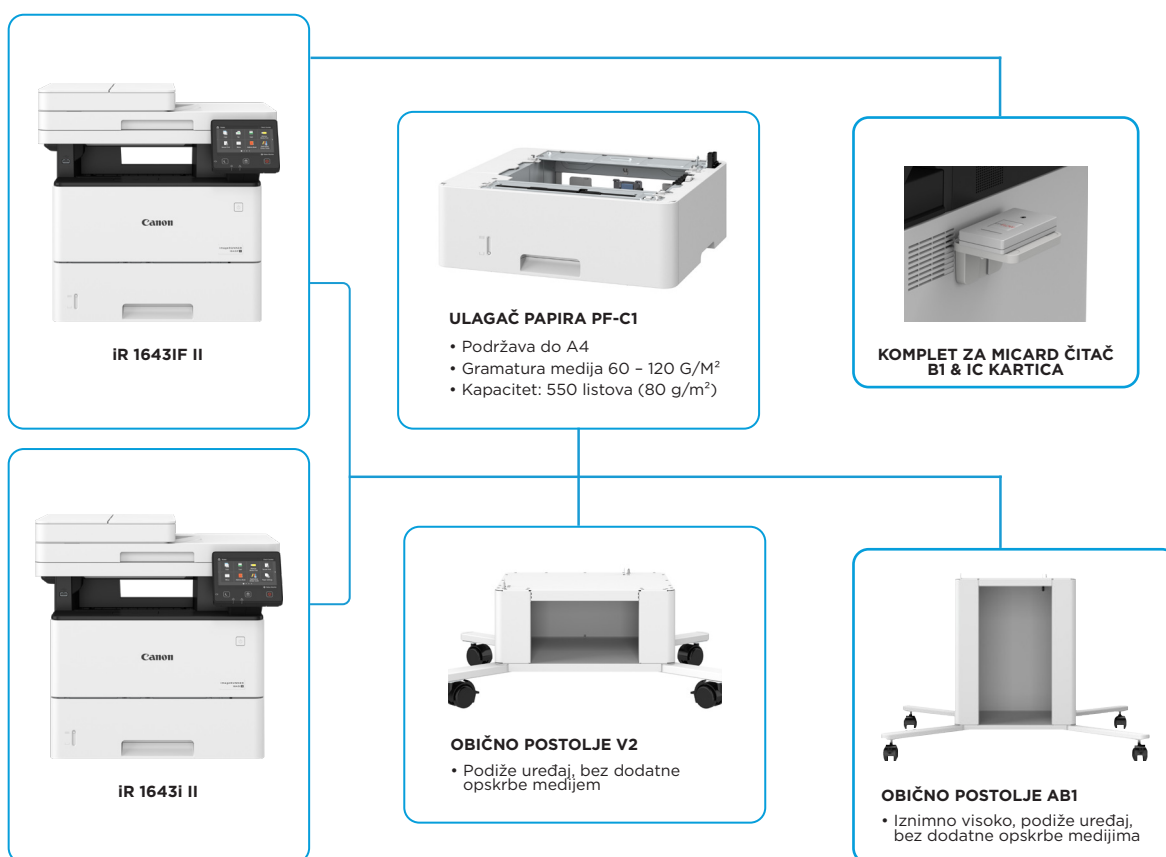 Canon
iR 1643IF II
ULAGAČ PAPIRA PF-C1
• Podržava do A4
• Gramatura medija 60 – 120 G/M²
• Kapacitet: 550 listova (80 g/m²)
KOMPLET ZA MICARD ČITAČ
B1 & IC KARTICA
Canon
iR 1643i II
OBIČNO POSTOLJE V2
• Podiže uređaj, bez dodatne
opskrbe medijem
OBIČNO POSTOLJE AB1
• Iznimno visoko, podiže uređaj,
bez dodatne opskrbe medijima